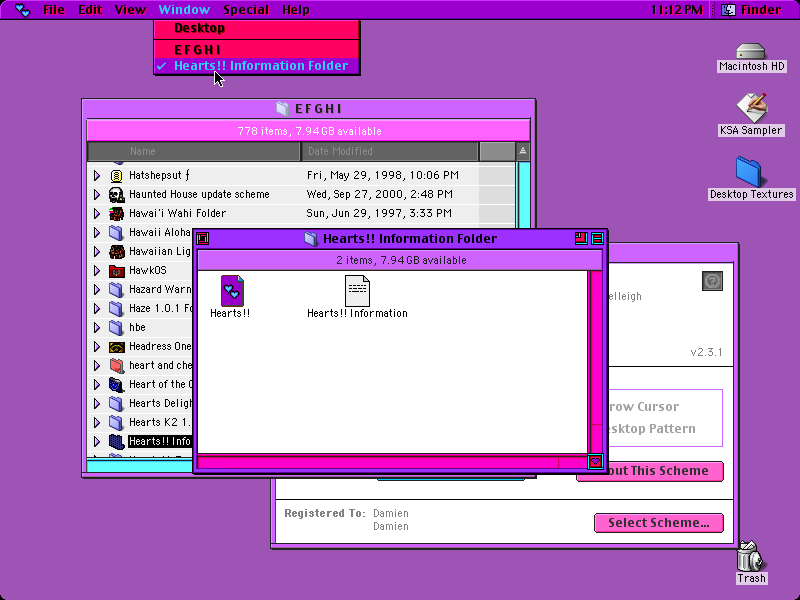 File Edit View Window Special Help 11:12 PM Finder
Desktop
E F G H I
✓ Hearts!! Information Folder
Macintosh HD
KSA Sampler
Desktop Textures
E F G H I
778 items, 7.94 GB available
Name Date Modified
Hatshepsut ƒ Fri, May 29, 1998, 10:06 PM
Haunted House update scheme Wed, Sep 27, 2000, 2:48 PM
Hawai'i Wahi Folder Sun, Jun 29, 1997, 3:33 PM
Hawaii Aloha
Hawaiian Lig
HawkOS
Hazard Warn
Haze 1.0.1 Fo
hbe
Headress One
heart and che
Heart of the
Hearts Deligh
Hearts K2 1.
Hearts!! Info
Hearts!! Information Folder
2 items, 7.94 GB available
Hearts!!
Hearts!! Information
elleigh
v2.3.1
row Cursor
sktop Pattern
out This Scheme
Registered To: Damien
Damien
Select Scheme...
Trash